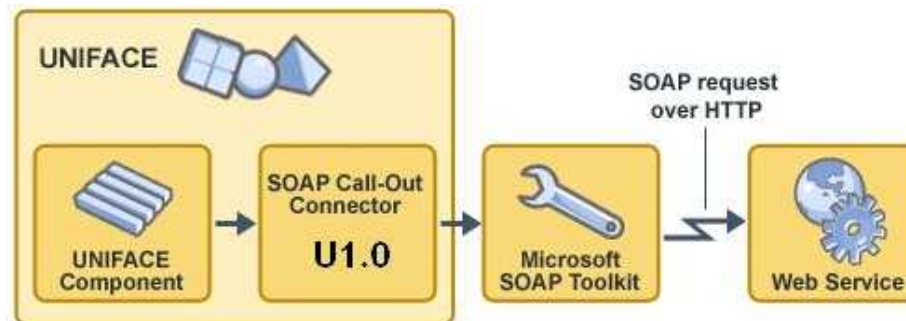 UNIFACE
SOAP request
over HTTP
UNIFACE
Component
SOAP Call-Out
Connector
U1.0
Microsoft
SOAP Toolkit
Web Service